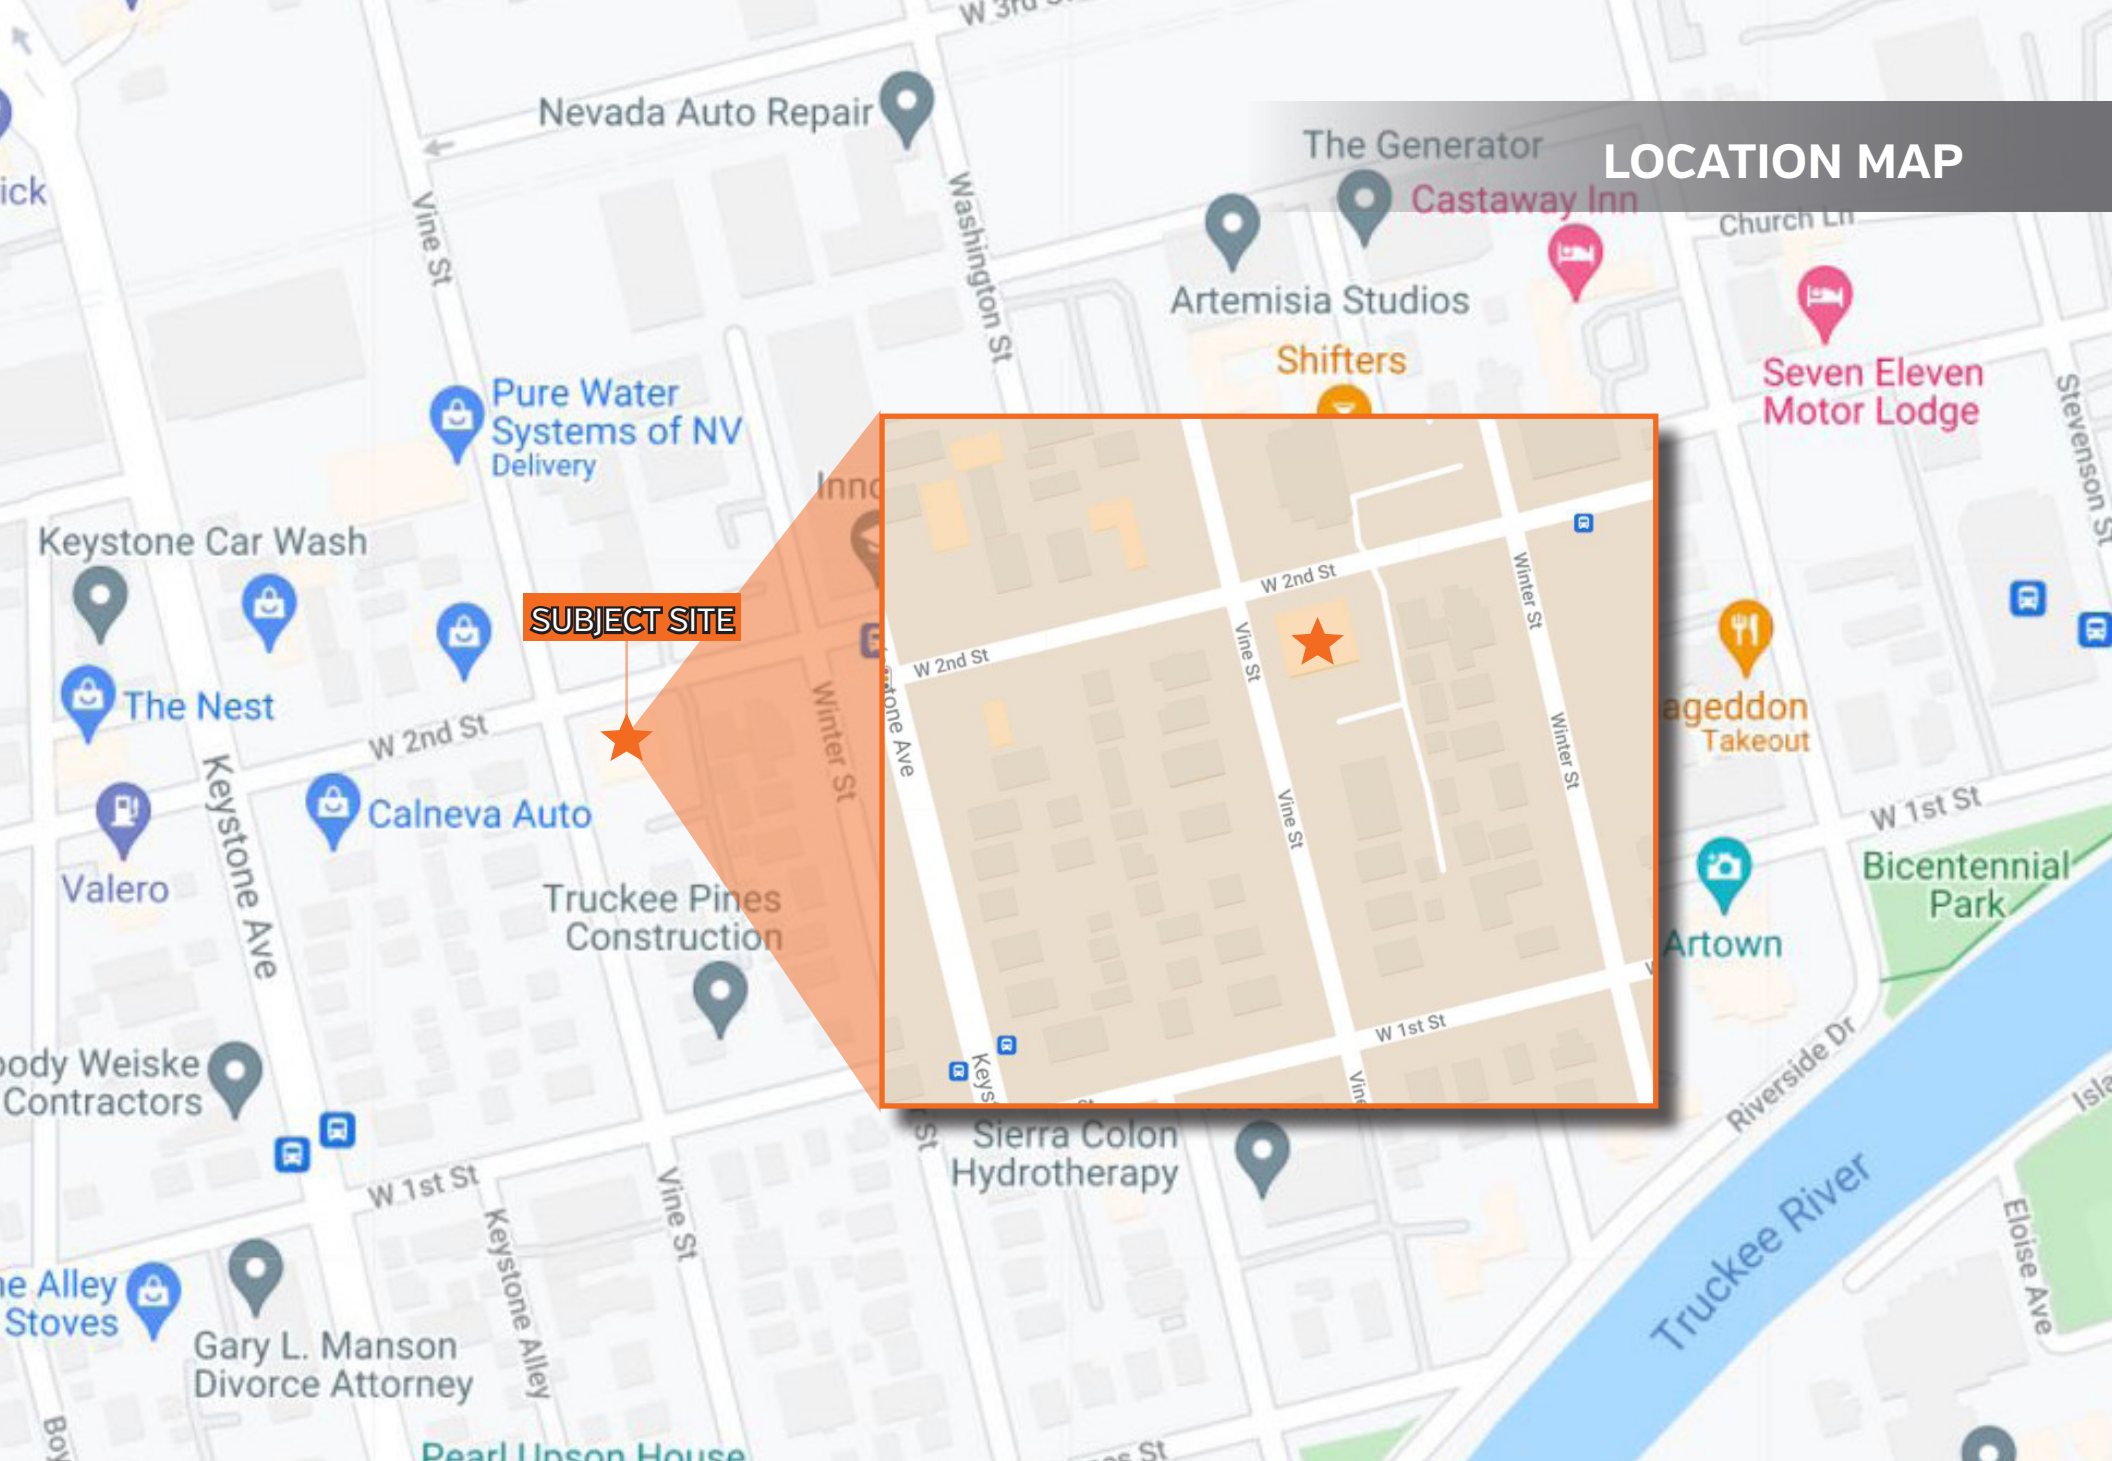 Nevada Auto Repair
LOCATION MAP
The Generator
Castaway Inn
Church Ln
Vine St
Washington St
Artemisia Studios
Shifters
Seven Eleven
Motor Lodge
Stevenson St
Pure Water
Systems of NV
Delivery
Keystone Car Wash
SUBJECT SITE
The Nest
W 2nd St
Winter St
Keystone Ave
Calneva Auto
Valero
Truckee Pines
Construction
W 2nd St
W 2nd St
Winter St
Vine St
Winter St
Vine St
W 1st St
Takeout
W 1st St
Bicentennial
Park
Artown
Riverside Dr
Truckee River
Eloise Ave
Weiske
Contractors
Sierra Colon
Hydrotherapy
W 1st St
Vine St
Keystone Alley
Alley
Stoves
Gary L. Manson
Divorce Attorney
Pearl Upson House